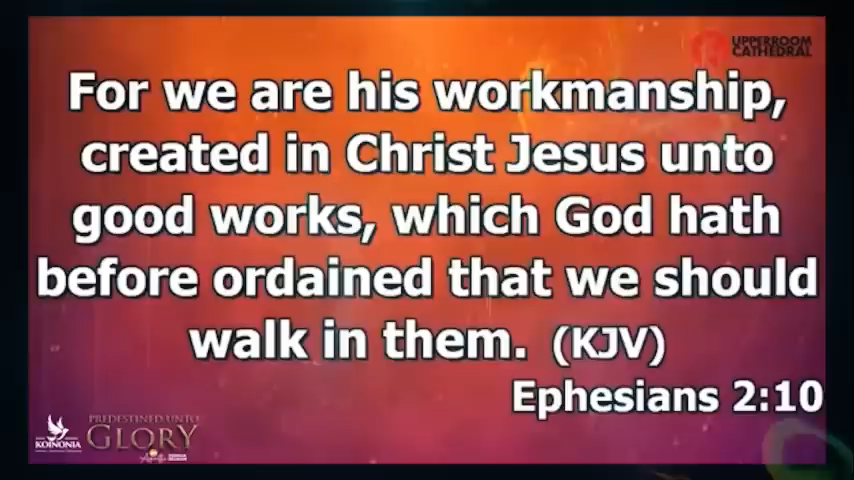 UPPERROOM
CATHEDRAL
For we are his workmanship,
created in Christ Jesus unto
good works, which God hath
before ordained that we should
walk in them. (KJV)
Ephesians 2:10
KOINONIA
PREDESTINED UNTO
GLORY